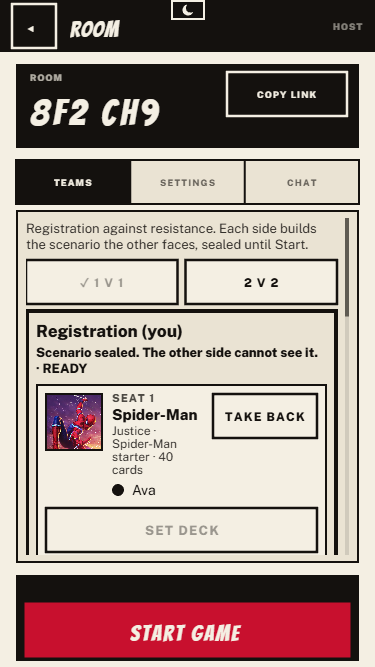 ROOM
HOST
ROOM
8F2 CH9
COPY LINK
TEAMS
SETTINGS
CHAT
Registration against resistance. Each side builds
the scenario the other faces, sealed until Start.
✓ 1 V 1
2 V 2
Registration (you)
Scenario sealed. The other side cannot see it.
· READY
SEAT 1
Spider-Man
Justice ·
Spider-Man
starter · 40
cards
TAKE BACK
Ava
SET DECK
START GAME